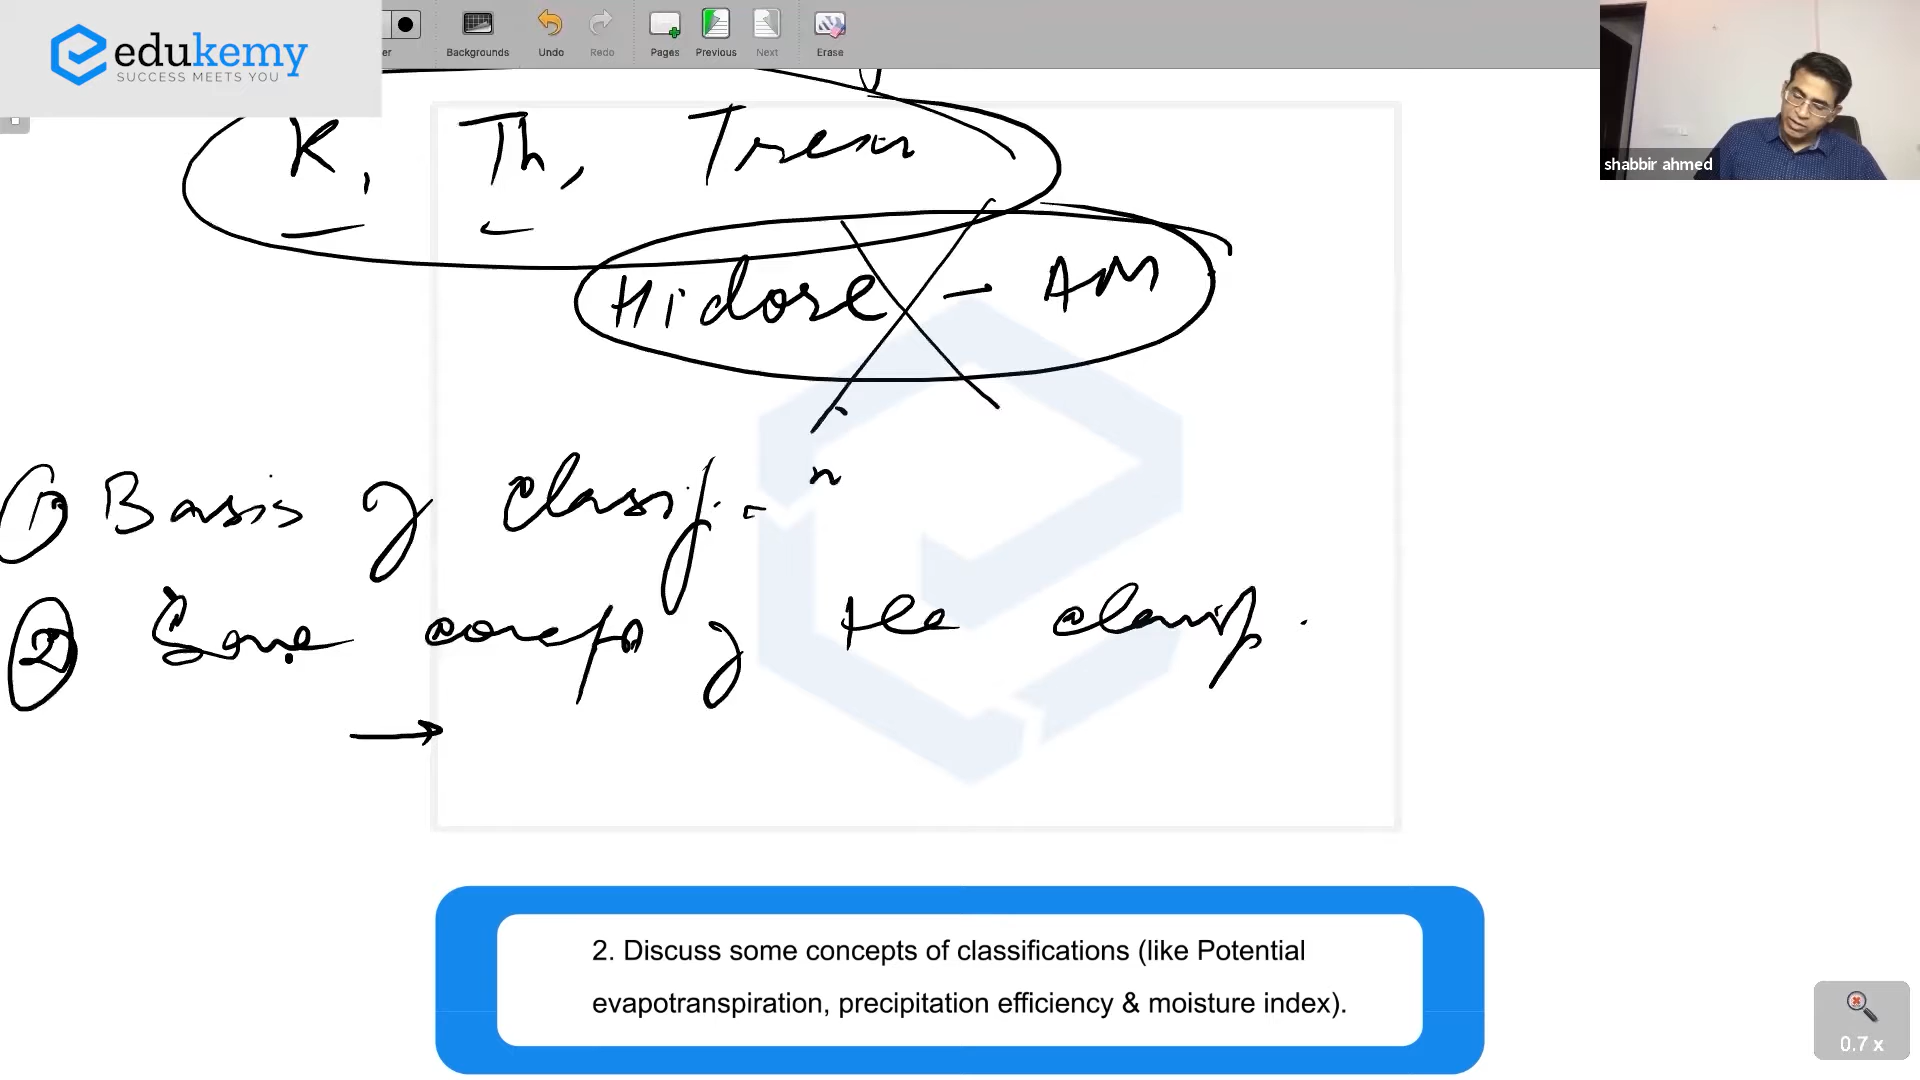 edukemy
SUCCESS MEETS YOU
er
Backgrounds
Undo
Redo
Pages
Previous
Next
Erase
shabbir ahmed
K, Th, Trewar
Hidore - AM
① Basis of classifi-n
② Some concepts of the classif.
→
2. Discuss some concepts of classifications (like Potential
evapotranspiration, precipitation efficiency & moisture index).
0.7 x